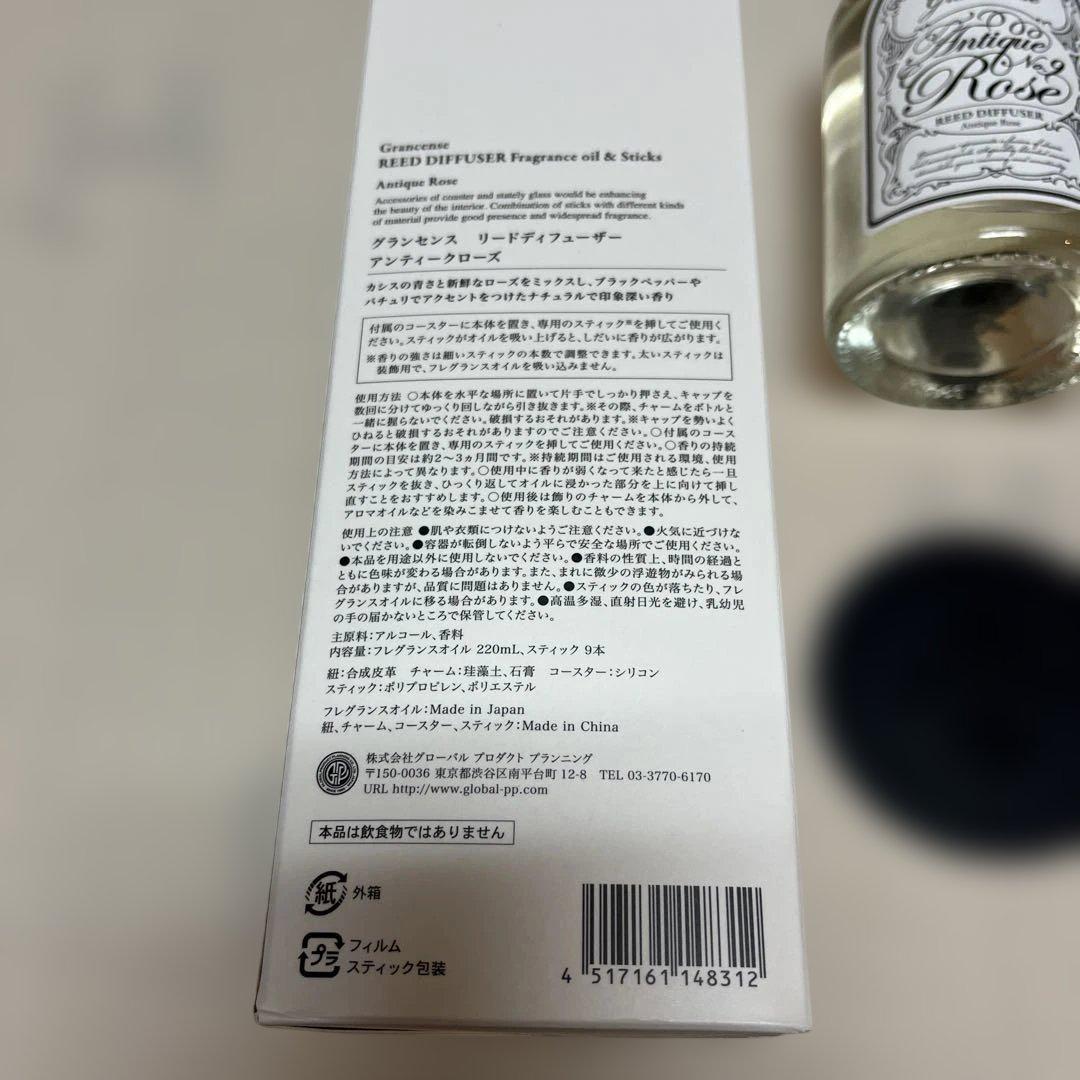 Grancense
REED DIFFUSER Fragrance oil & Sticks
Antique Rose
Accessories of coaster and stately glass would be enhancing
the beauty of the interior. Combination of sticks with different kinds
of material provide good presence and widespread fragrance.
グランセンス　リードディフューザー
アンティークローズ
カシスの青さと新鮮なローズをミックスし、ブラックペッパーや
パチュリでアクセントをつけたナチュラルで印象深い香り
付属のコースターに本体を置き、専用のスティック※を挿してご使用く
ださい。スティックがオイルを吸い上げると、しだいに香りが広がります。
※香りの強さは細いスティックの本数で調整できます。太いスティックは
装飾用で、フレグランスオイルを吸い込みません。
使用方法 〇本体を水平な場所に置いて片手でしっかり押さえ、キャップを
数回に分けてゆっくり回しながら引き抜きます。※その際、チャームをボトルと
一緒に握らないでください。破損するおそれがあります。※キャップを勢いよく
ひねると破損するおそれがありますのでご注意ください。〇付属のコース
ターに本体を置き、専用のスティックを挿してご使用ください。〇香りの持続
期間の目安は約2〜3ヵ月間です。※持続期間はご使用される環境、使用
方法によって異なります。〇使用中に香りが弱くなって来たと感じたら一旦
スティックを抜き、ひっくり返してオイルに浸かった部分を上に向けて挿し
直すことをおすすめします。〇使用後は飾りのチャームを本体から外して、
アロマオイルなどを染みこませて香りを楽しむこともできます。
使用上の注意 ●肌や衣類につけないようご注意ください。●火気に近づけな
いでください。●容器が転倒しないよう平らで安全な場所でご使用ください。
●本品を用途以外に使用しないでください。●香料の性質上、時間の経過と
ともに色味が変わる場合があります。また、まれに微少の浮遊物がみられる場
合がありますが、品質に問題はありません。●スティックの色が落ちたり、フレ
グランスオイルに移る場合があります。●高温多湿、直射日光を避け、乳幼児
の手の届かないところで保管してください。
主原料：アルコール、香料
内容量：フレグランスオイル 220mL、スティック 9本
紐：合成皮革　チャーム：珪藻土、石膏　コースター：シリコン
スティック：ポリプロピレン、ポリエステル
フレグランスオイル：Made in Japan
紐、チャーム、コースター、スティック：Made in China
株式会社グローバル プロダクト プランニング
〒150-0036 東京都渋谷区南平台町 12-8　TEL 03-3770-6170
URL http://www.global-pp.com
本品は飲食物ではありません
紙 外箱
プラ フィルム
スティック包装
4 517161 148312
Antique
No.9
Rose
REED DIFFUSER
Antique Rose